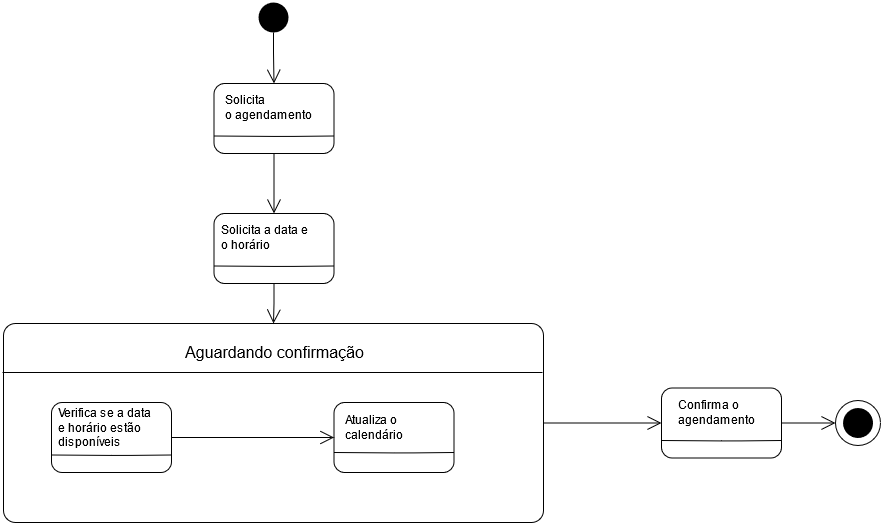 Solicita
o agendamento
Solicita a data e
o horário
Aguardando confirmação
Verifica se a data
e horário estão
disponíveis
Atualiza o
calendário
Confirma o
agendamento